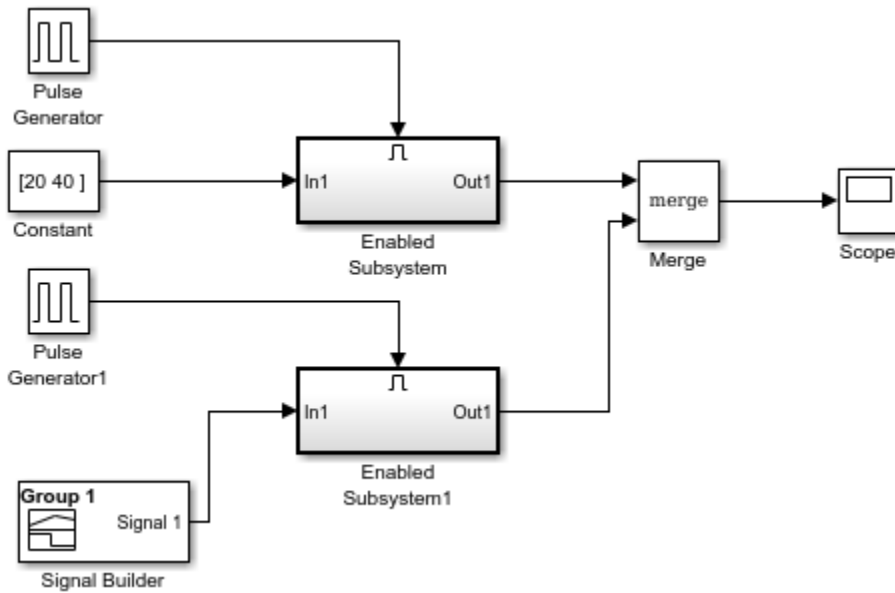 Pulse
Generator
[20 40 ]
Constant
In1
Out1
Enabled
Subsystem
merge
Merge
Scope
Pulse
Generator1
In1
Out1
Enabled
Subsystem1
Group 1
Signal 1
Signal Builder